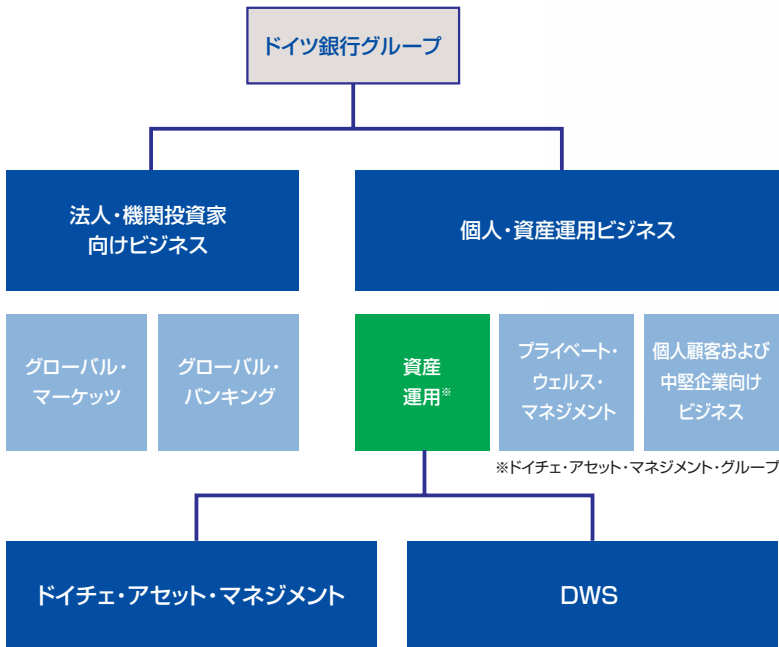 ドイツ銀行グループ
法人・機関投資家
向けビジネス
個人・資産運用ビジネス
グローバル・
マーケッツ
グローバル・
バンキング
資産
運用※
プライベート・
ウェルス・
マネジメント
個人顧客および
中堅企業向け
ビジネス
※ドイチェ・アセット・マネジメント・グループ
ドイチェ・アセット・マネジメント
DWS